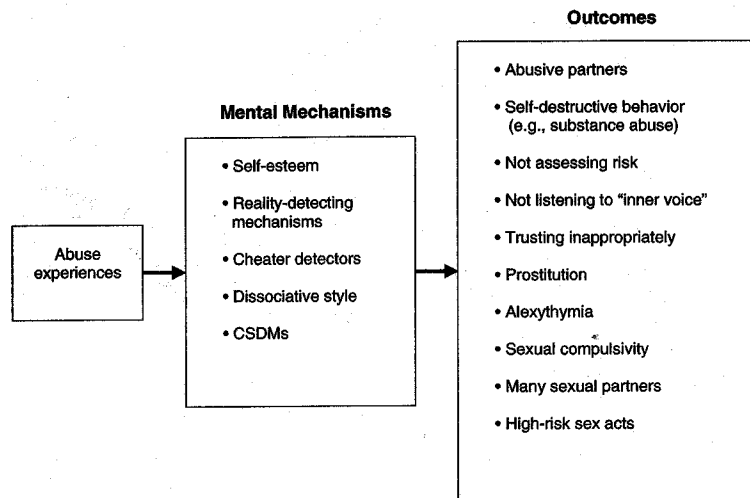 Outcomes
• Abusive partners
• Self-destructive behavior
(e.g., substance abuse)
• Not assessing risk
• Not listening to “inner voice”
• Trusting inappropriately
• Prostitution
• Alexythymia
• Sexual compulsivity
• Many sexual partners
• High-risk sex acts
Mental Mechanisms
• Self-esteem
• Reality-detecting
mechanisms
• Cheater detectors
• Dissociative style
• CSDMs
Abuse
experiences